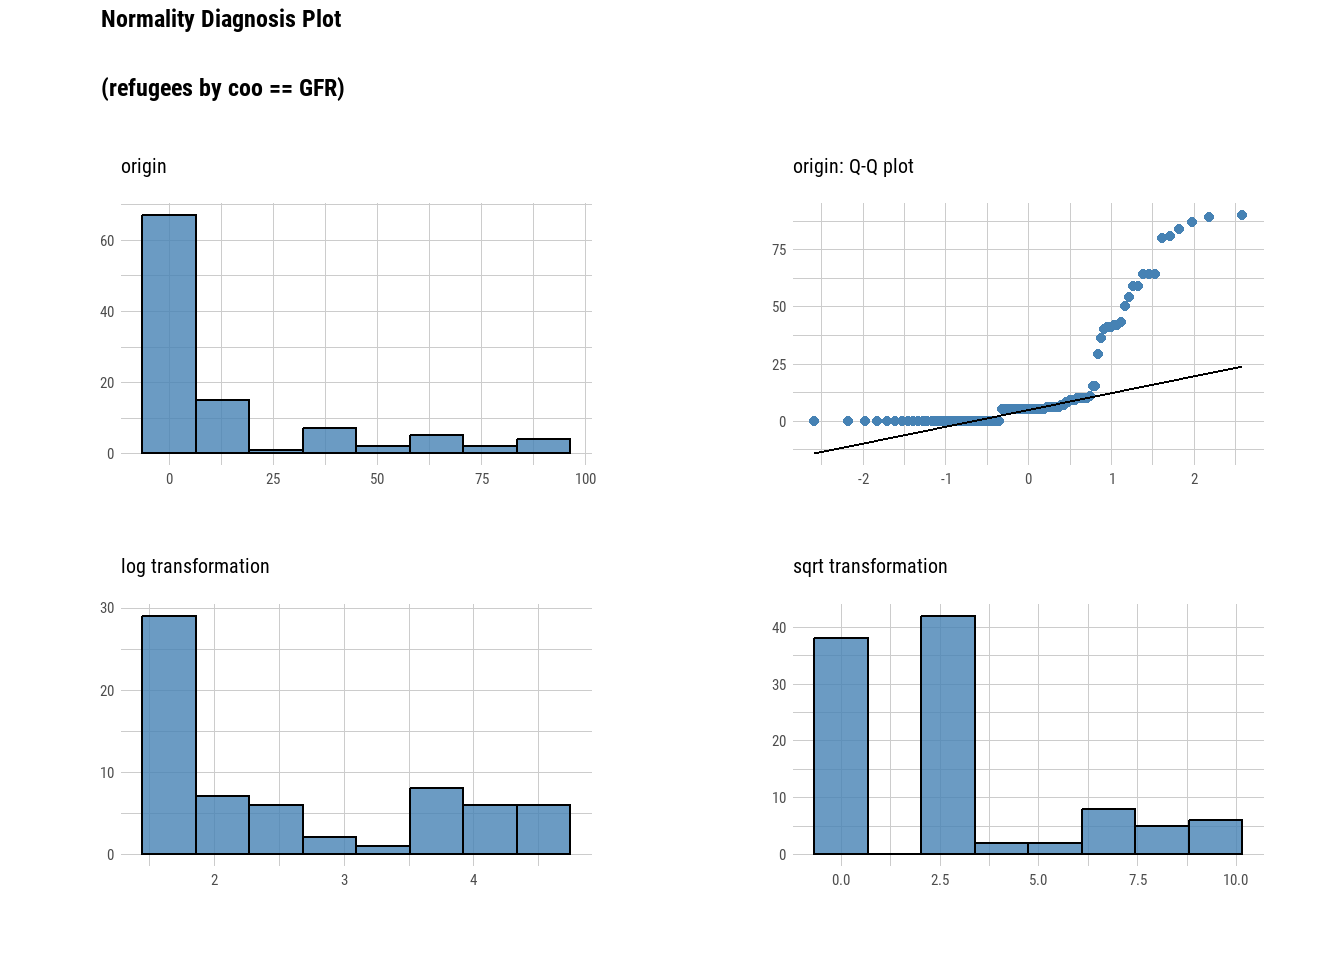 Normality Diagnosis Plot
(refugees by coo == GFR)
origin
60
40
20
0
0 25 50 75 100
origin: Q-Q plot
75
50
25
0
-2 -1 0 1 2
log transformation
30
20
10
0
2 3 4
sqrt transformation
40
30
20
10
0
0.0 2.5 5.0 7.5 10.0